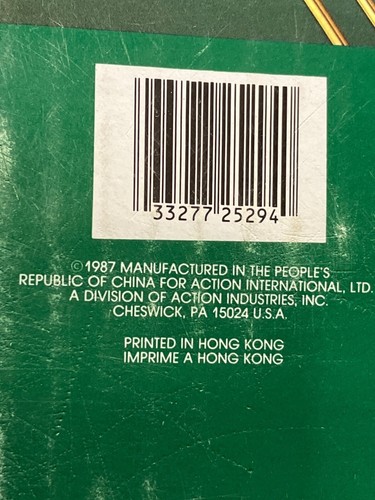 33277 25294
©1987 MANUFACTURED IN THE PEOPLE'S
REPUBLIC OF CHINA FOR ACTION INTERNATIONAL, LTD.
A DIVISION OF ACTION INDUSTRIES, INC.
CHESWICK, PA 15024 U.S.A.
PRINTED IN HONG KONG
IMPRIME A HONG KONG